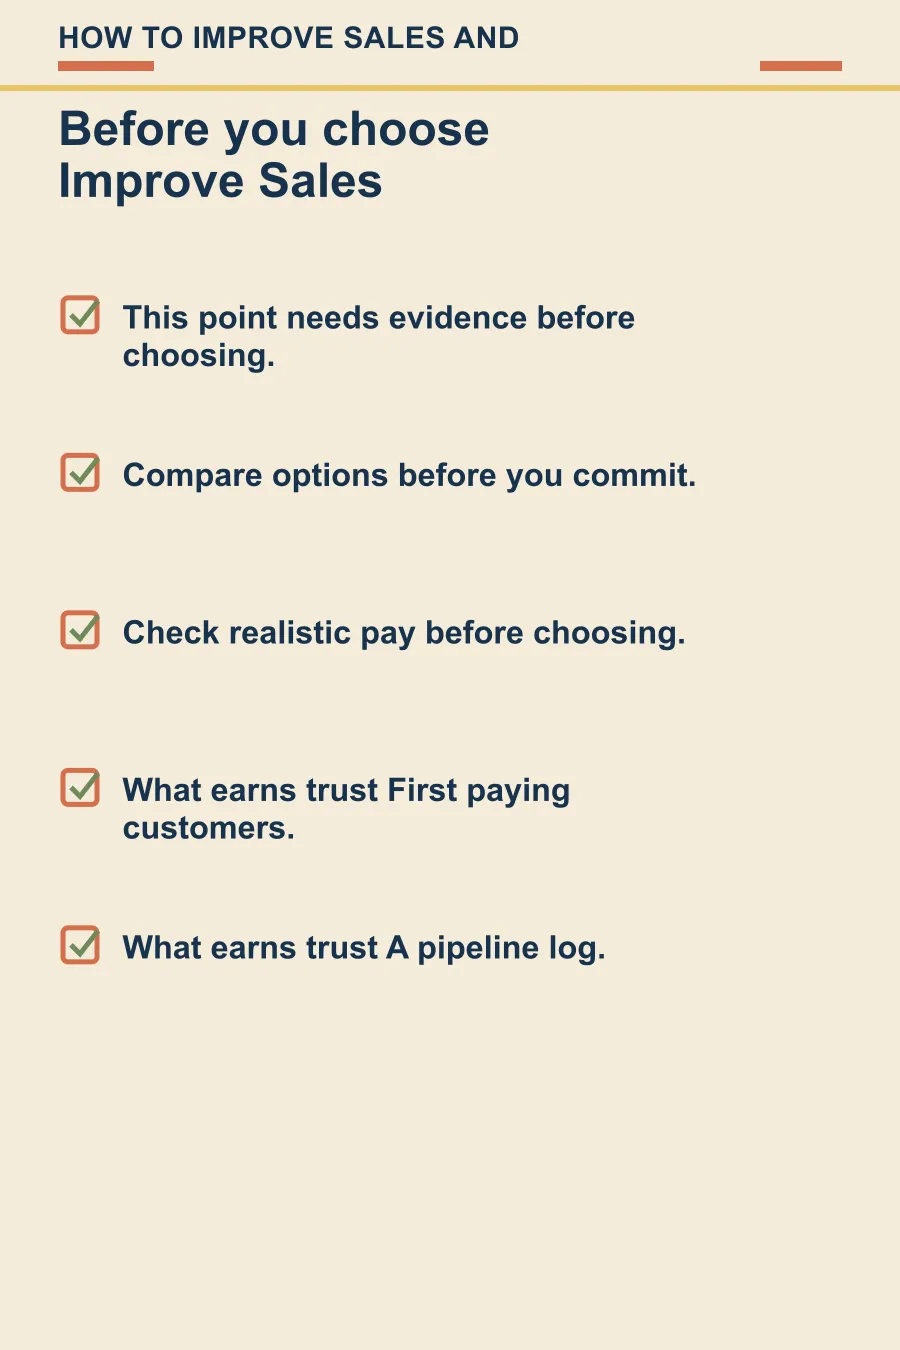 HOW TO IMPROVE SALES AND
Before you choose
Improve Sales
This point needs evidence before
choosing.
Compare options before you commit.
Check realistic pay before choosing.
What earns trust First paying
customers.
What earns trust A pipeline log.